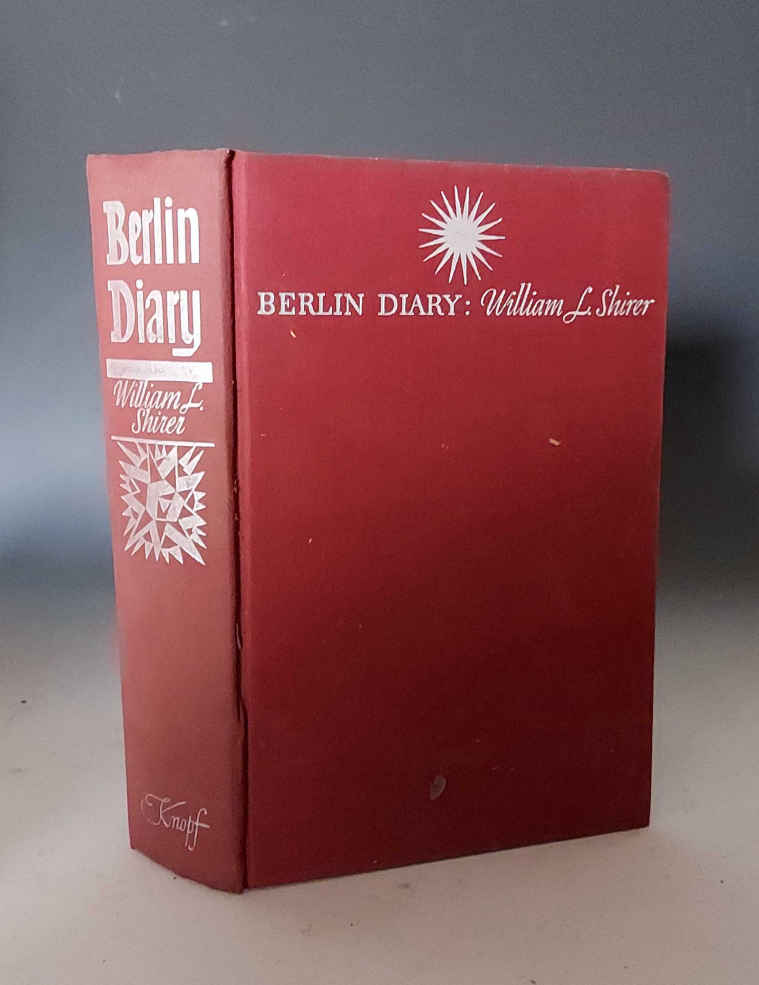 Berlin
Diary
William L.
Shirer
Knopf
BERLIN DIARY: William L. Shirer